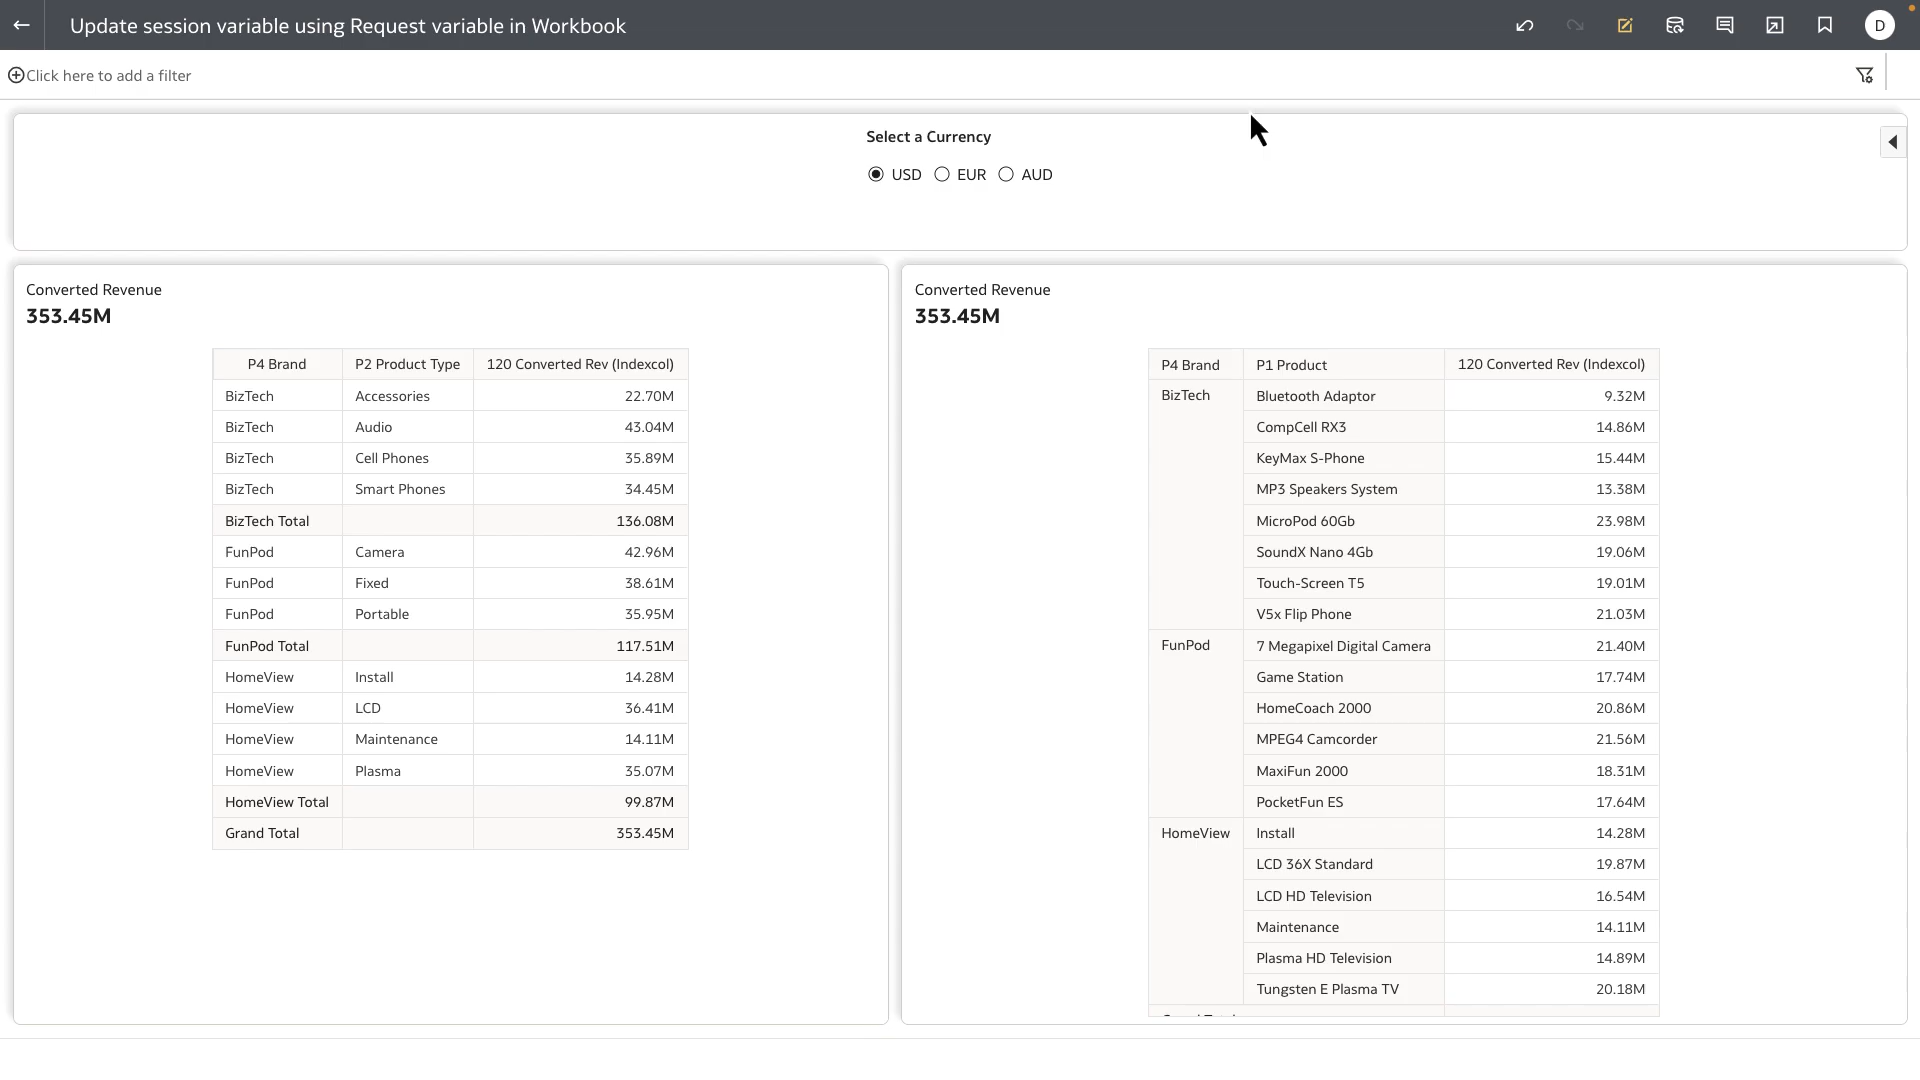 Update session variable using Request variable in Workbook
D
Click here to add a filter
Select a Currency
USD EUR AUD
Converted Revenue
353.45M
P4 Brand P2 Product Type 120 Converted Rev (Indexcol)
BizTech Accessories 22.70M
BizTech Audio 43.04M
BizTech Cell Phones 35.89M
BizTech Smart Phones 34.45M
BizTech Total 136.08M
FunPod Camera 42.96M
FunPod Fixed 38.61M
FunPod Portable 35.95M
FunPod Total 117.51M
HomeView Install 14.28M
HomeView LCD 36.41M
HomeView Maintenance 14.11M
HomeView Plasma 35.07M
HomeView Total 99.87M
Grand Total 353.45M
Converted Revenue
353.45M
P4 Brand P1 Product 120 Converted Rev (Indexcol)
BizTech Bluetooth Adaptor 9.32M
CompCell RX3 14.86M
KeyMax S-Phone 15.44M
MP3 Speakers System 13.38M
MicroPod 60Gb 23.98M
SoundX Nano 4Gb 19.06M
Touch-Screen T5 19.01M
V5x Flip Phone 21.03M
FunPod 7 Megapixel Digital Camera 21.40M
Game Station 17.74M
HomeCoach 2000 20.86M
MPEG4 Camcorder 21.56M
MaxiFun 2000 18.31M
PocketFun ES 17.64M
HomeView Install 14.28M
LCD 36X Standard 19.87M
LCD HD Television 16.54M
Maintenance 14.11M
Plasma HD Television 14.89M
Tungsten E Plasma TV 20.18M